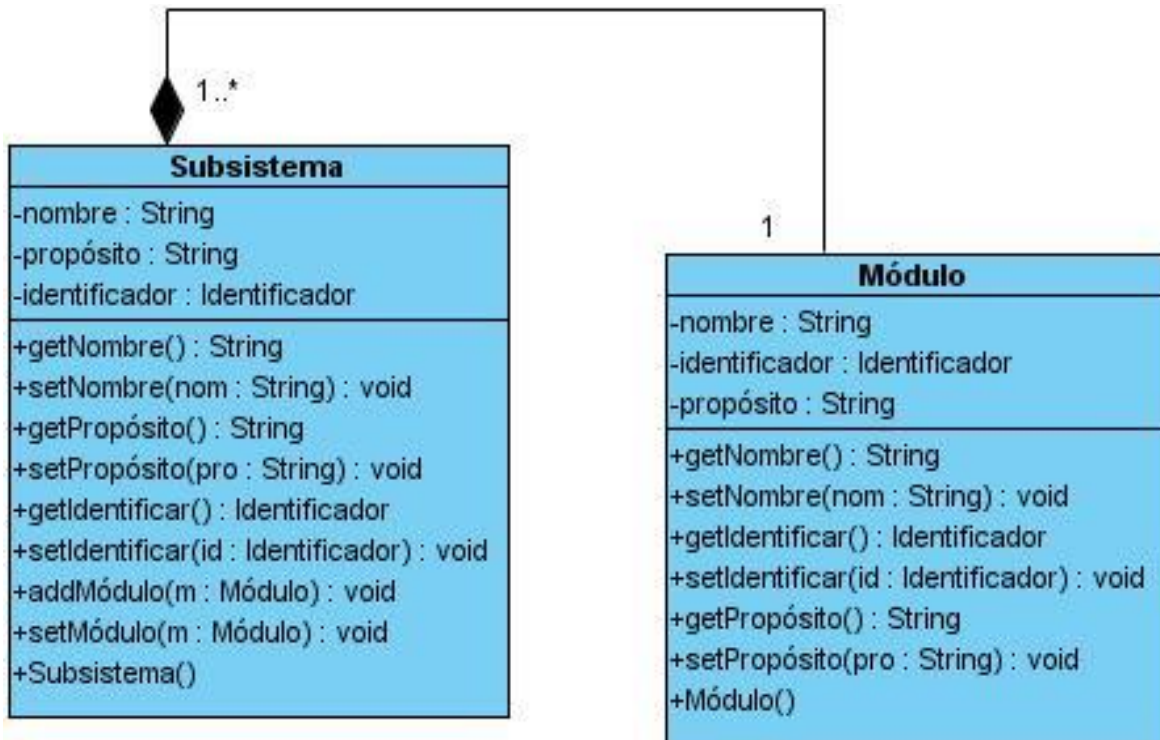 1..*
Subsistema
-nombre : String
-propósito : String
-identificador : Identificador
+getNombre() : String
+setNombre(nom : String) : void
+getPropósito() : String
+setPropósito(pro : String) : void
+getIdentificar() : Identificador
+setIdentificar(id : Identificador) : void
+addMódulo(m : Módulo) : void
+setMódulo(m : Módulo) : void
+Subsistema()
1
Módulo
-nombre : String
-identificador : Identificador
-propósito : String
+getNombre() : String
+setNombre(nom : String) : void
+getIdentificar() : Identificador
+setIdentificar(id : Identificador) : void
+getPropósito() : String
+setPropósito(pro : String) : void
+Módulo()